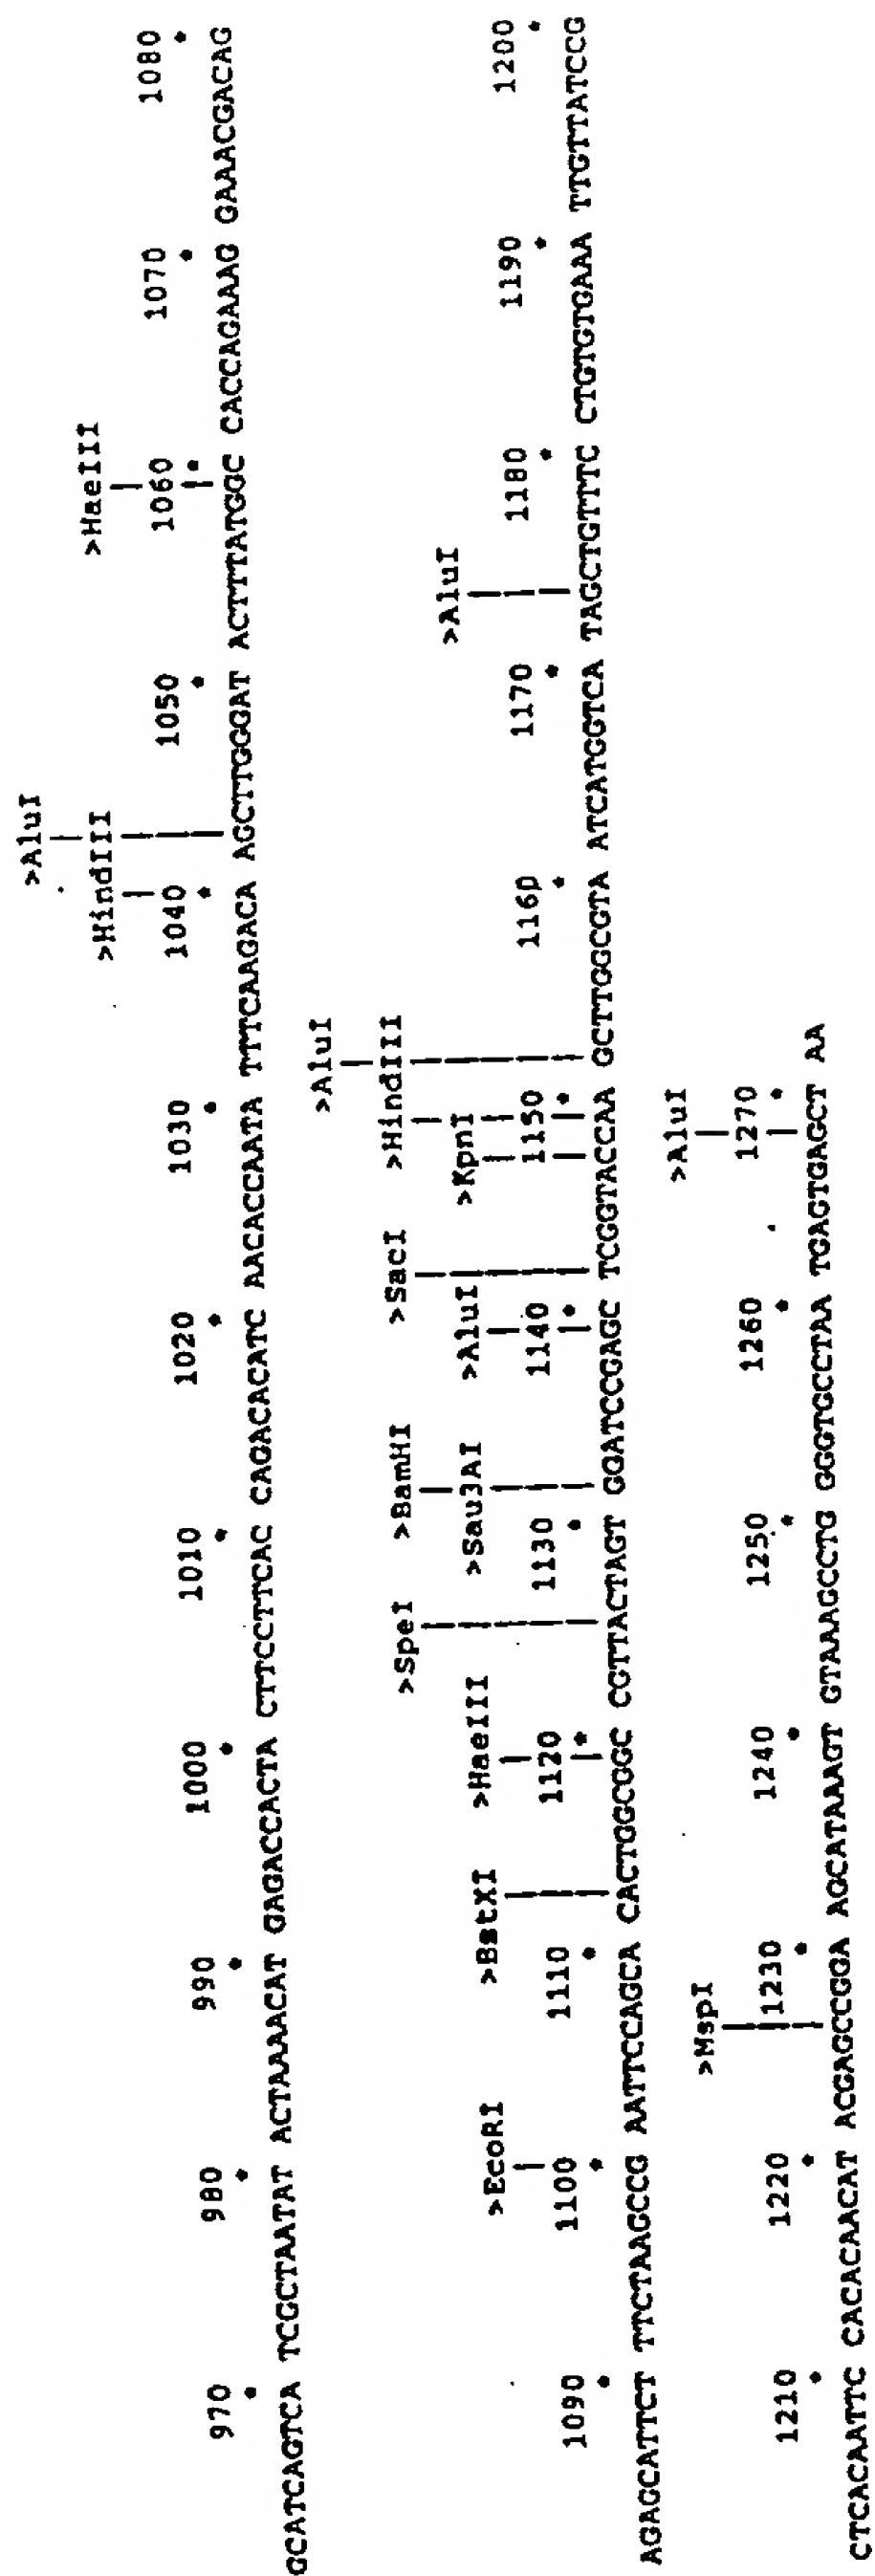 >AluI
>HindIII >HaeIII
970 980 990 1000 1010 1020 1030 1040 1050 1060 1070 1080
* * * * * * * * * * * *
GCATCAGTCA TCGCTAATAT ACTAAAACAT GAGACCACTA CTTCCTTCAC CAGACACATC AACACCAATA TTTCAAGACA AGCTTGGGAT ACTTTATGGC CACCAGAAAG GAAACGACAG
>AluI
>SpeI >BamHI >SacI >HindIII
>EcoRI >BstXI >HaeIII >Sau3AI >AluI >KpnI >AluI
1090 1100 1110 1120 1130 1140 1150 1160 1170 1180 1190 1200
* * * * * * * * * * * *
AGAGCATTCT TTCTAAGCCG AATTCCAGCA CACTGGCGGC CGTTACTAGT GGATCCGAGC TCGGTACCAA GCTTGGCGTA ATCATGGTCA TAGCTGTTTC CTGTGTGAAA TTGTTATCCG
>MspI >AluI
1210 1220 1230 1240 1250 1260 1270
* * * * * * *
CTCACAATTC CACACAACAT ACGAGCCGGA AGCATAAAGT GTAAAGCCTG GGGTGCCTAA TGAGTGAGCT AA